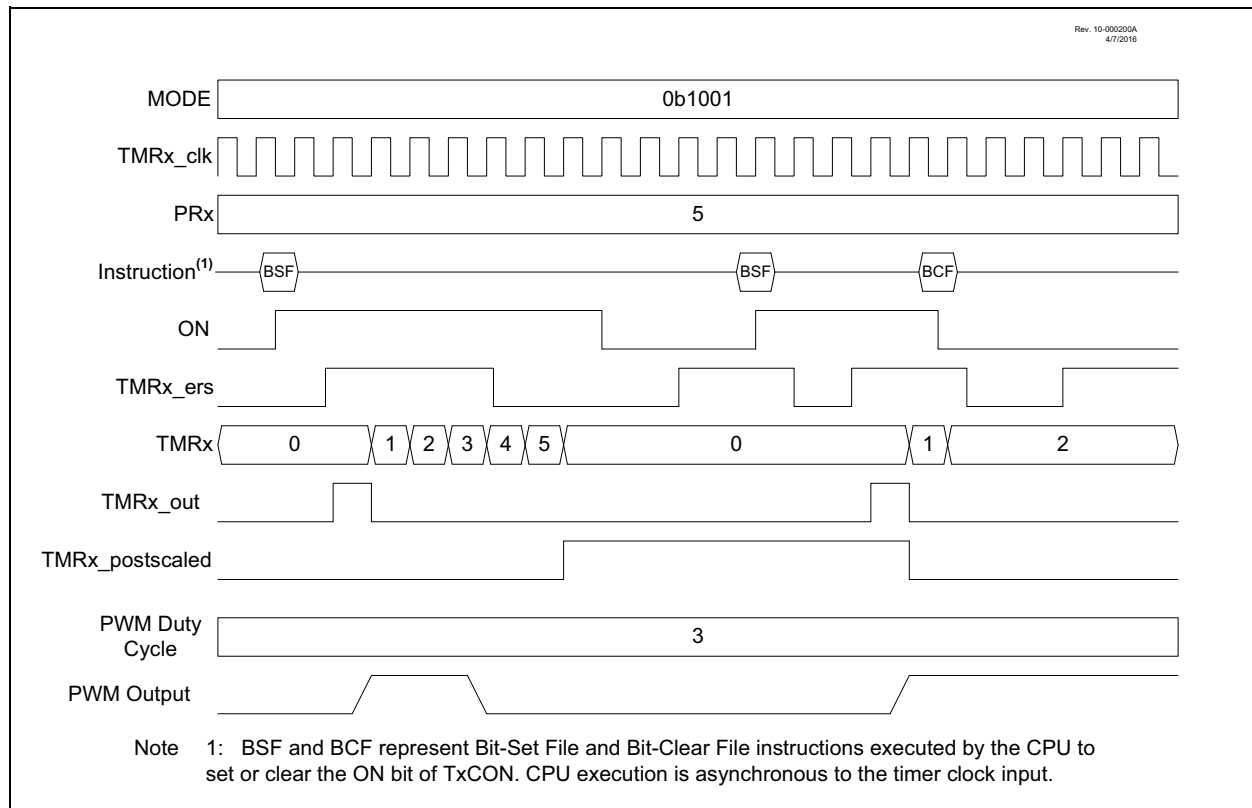 Rev. 10-000200A
4/7/2016
MODE 0b1001
TMRx_clk
PRx 5
Instruction(1) BSF BSF BCF
ON
TMRx_ers
TMRx 0 1 2 3 4 5 0 1 2
TMRx_out
TMRx_postscaled
PWM Duty
Cycle 3
PWM Output
Note 1: BSF and BCF represent Bit-Set File and Bit-Clear File instructions executed by the CPU to
set or clear the ON bit of TxCON. CPU execution is asynchronous to the timer clock input.